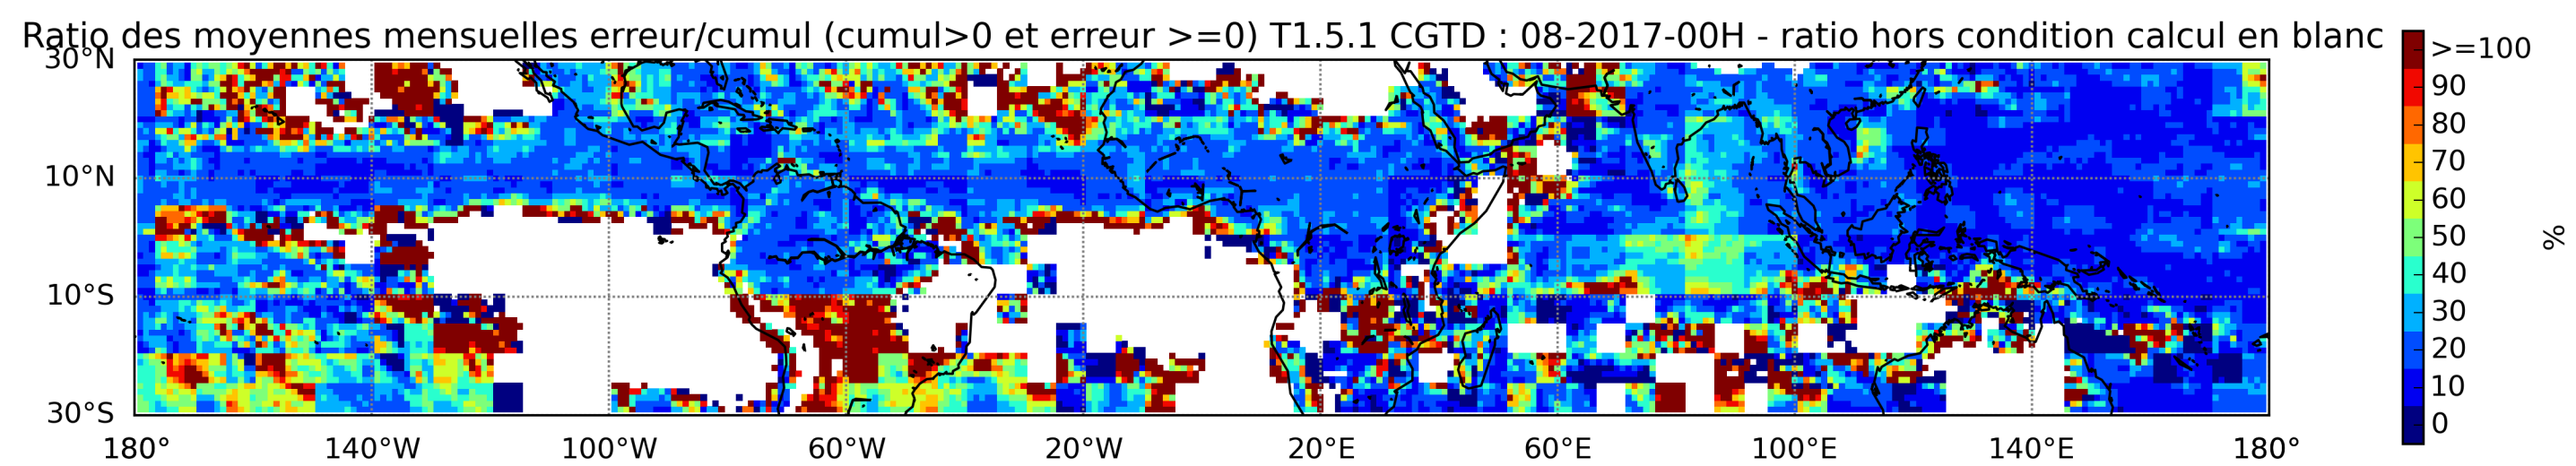 Ratio des moyennes mensuelles erreur/cumul (cumul>0 et erreur >=0) T1.5.1 CGTD : 08-2017-00H - ratio hors condition calcul en blanc
30°N
10°N
10°S
30°S
180° 140°W 100°W 60°W 20°W 20°E 60°E 100°E 140°E 180°
>=100
90
80
70
60
50
40
30
20
10
0
%